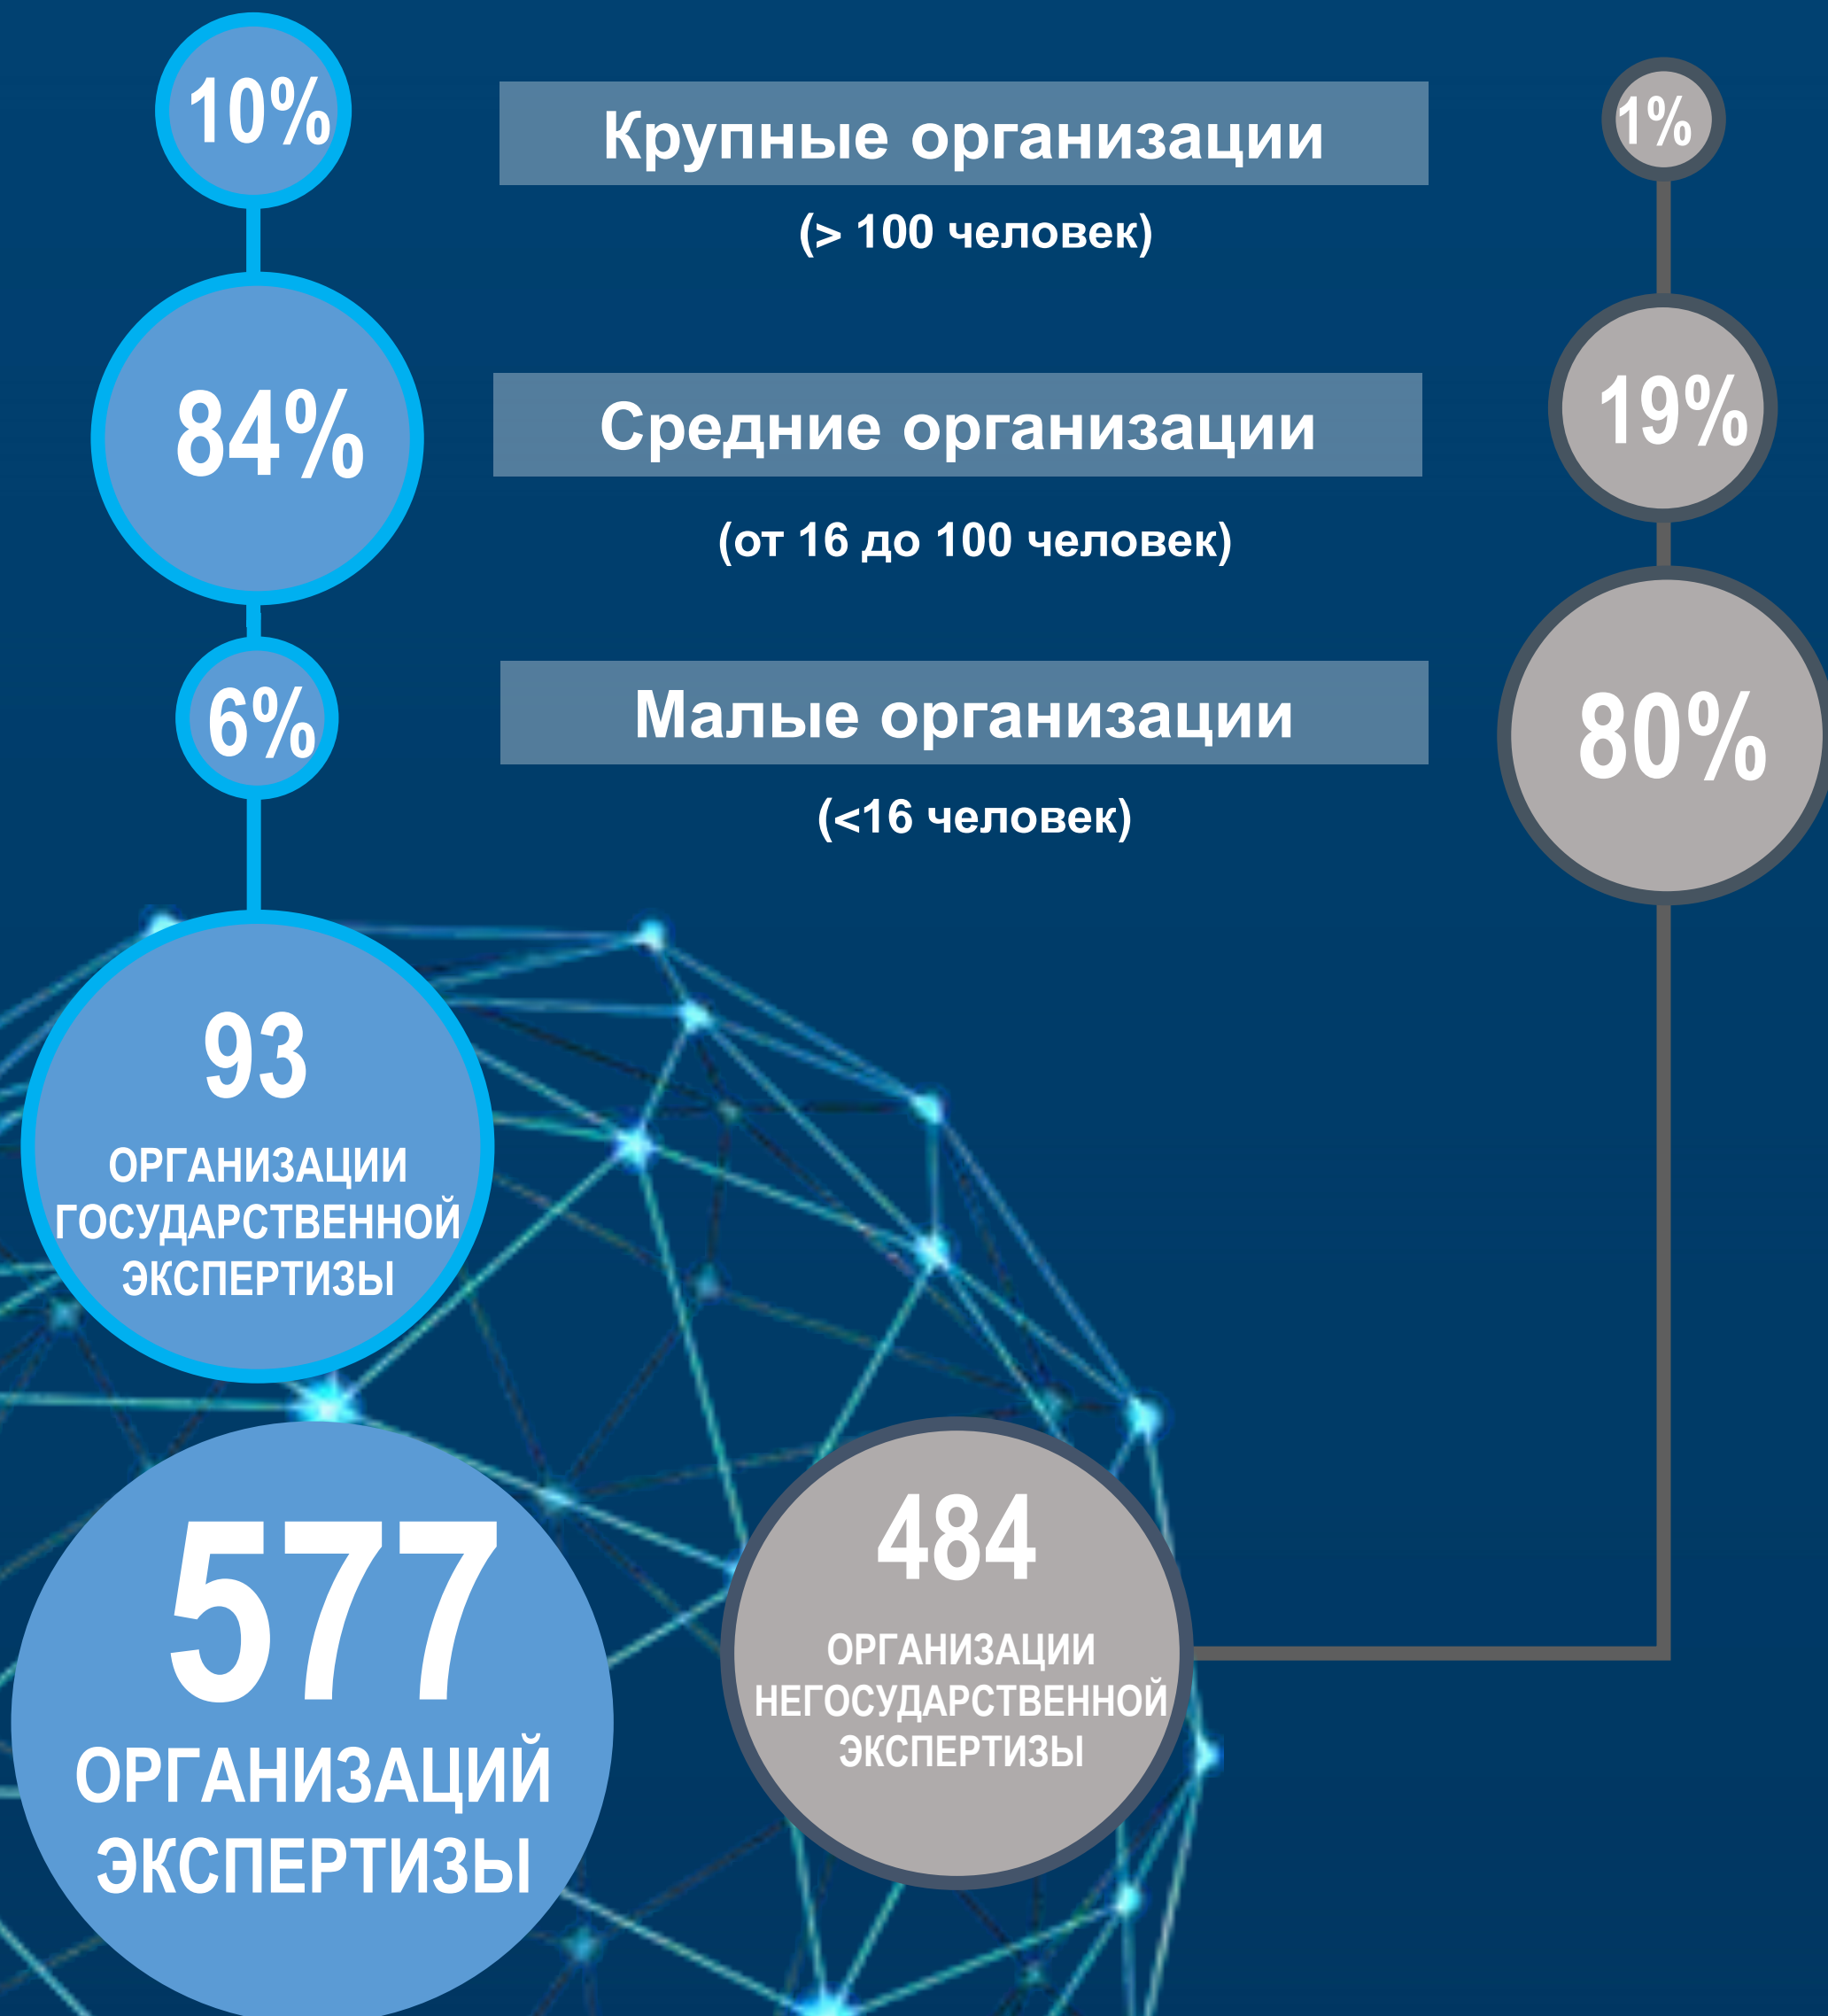 10%
Крупные организации
1%
(> 100 человек)
84%
Средние организации
19%
(от 16 до 100 человек)
6%
Малые организации
80%
(<16 человек)
93
ОРГАНИЗАЦИИ
ГОСУДАРСТВЕННОЙ
ЭКСПЕРТИЗЫ
577
ОРГАНИЗАЦИЙ
ЭКСПЕРТИЗЫ
484
ОРГАНИЗАЦИИ
НЕГОСУДАРСТВЕННОЙ
ЭКСПЕРТИЗЫ